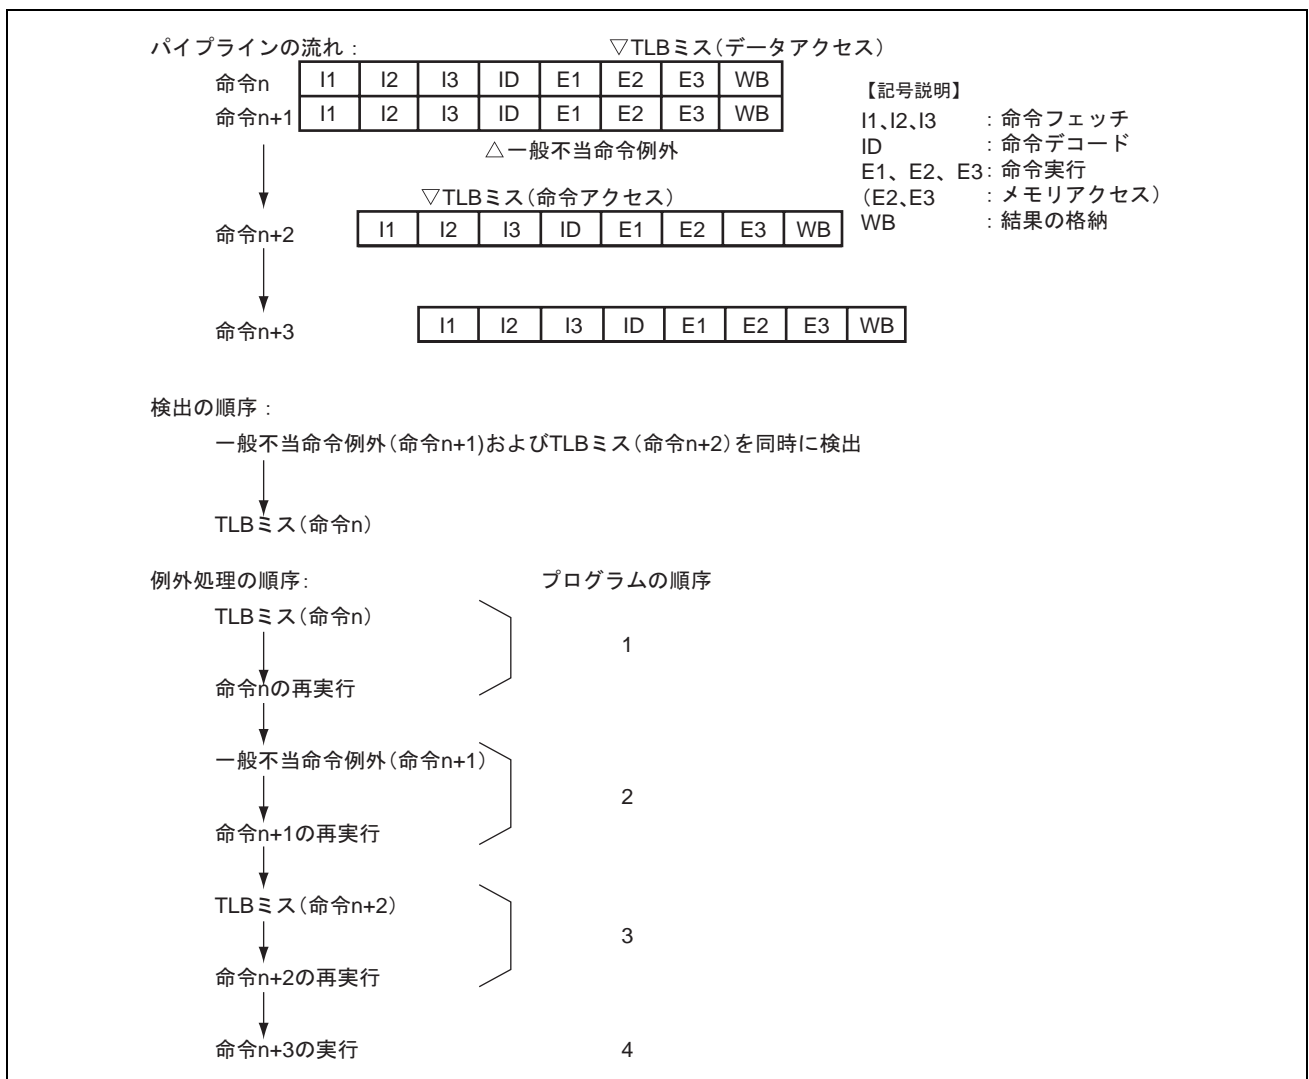 パイプラインの流れ： ▽TLBミス（データアクセス）
命令n I1 I2 I3 ID E1 E2 E3 WB
命令n+1 I1 I2 I3 ID E1 E2 E3 WB
△一般不当命令例外
▽TLBミス（命令アクセス）
命令n+2 I1 I2 I3 ID E1 E2 E3 WB
命令n+3 I1 I2 I3 ID E1 E2 E3 WB
【記号説明】
I1、I2、I3 ：命令フェッチ
ID ：命令デコード
E1、E2、E3：命令実行
（E2、E3 ：メモリアクセス）
WB ：結果の格納
検出の順序：
一般不当命令例外（命令n+1)およびTLBミス（命令n+2）を同時に検出
TLBミス（命令n）
例外処理の順序： プログラムの順序
TLBミス（命令n）
1
命令nの再実行
一般不当命令例外（命令n+1）
2
命令n+1の再実行
TLBミス（命令n+2）
3
命令n+2の再実行
命令n+3の実行 4